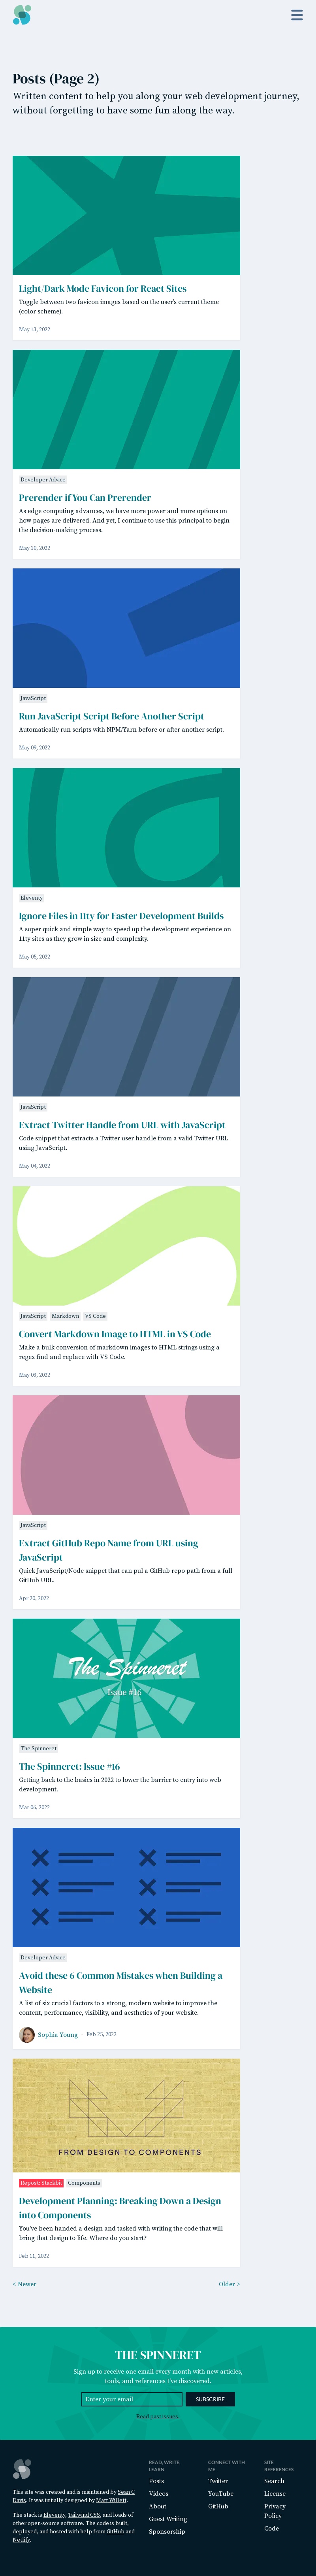 Posts (Page 2)
Written content to help you along your web development journey,
without forgetting to have some fun along the way.
Light/Dark Mode Favicon for React Sites
Toggle between two favicon images based on the user’s current theme
(color scheme).
May 13, 2022
Developer Advice
Prerender if You Can Prerender
As edge computing advances, we have more power and more options on
how pages are delivered. And yet, I continue to use this principal to begin
the decision-making process.
May 10, 2022
JavaScript
Run JavaScript Script Before Another Script
Automatically run scripts with NPM/Yarn before or after another script.
May 09, 2022
Eleventy
Ignore Files in 11ty for Faster Development Builds
A super quick and simple way to speed up the development experience on
11ty sites as they grow in size and complexity.
May 05, 2022
JavaScript
Extract Twitter Handle from URL with JavaScript
Code snippet that extracts a Twitter user handle from a valid Twitter URL
using JavaScript.
May 04, 2022
JavaScript Markdown VS Code
Convert Markdown Image to HTML in VS Code
Make a bulk conversion of markdown images to HTML strings using a
regex find and replace with VS Code.
May 03, 2022
JavaScript
Extract GitHub Repo Name from URL using
JavaScript
Quick JavaScript/Node snippet that can pul a GitHub repo path from a full
GitHub URL.
Apr 20, 2022
The Spinneret
Issue #16
The Spinneret
The Spinneret: Issue #16
Getting back to the basics in 2022 to lower the barrier to entry into web
development.
Mar 06, 2022
Developer Advice
Avoid these 6 Common Mistakes when Building a
Website
A list of six crucial factors to a strong, modern website to improve the
content, performance, visibility, and aesthetics of your website.
Sophia Young · Feb 25, 2022
FROM DESIGN TO COMPONENTS
Repost: Stackbit Components
Development Planning: Breaking Down a Design
into Components
You've been handed a design and tasked with writing the code that will
bring that design to life. Where do you start?
Feb 11, 2022
< Newer Older >
THE SPINNERET
Sign up to receive one email every month with new articles,
tools, and references I've discovered.
Enter your email SUBSCRIBE
Read past issues.
This site was created and is maintained by Sean C
Davis. It was initially designed by Matt Willett.
The stack is Eleventy, Tailwind CSS, and loads of
other open-source software. The code is built,
deployed, and hosted with help from GitHub and
Netlify.
READ, WRITE,
LEARN
Posts
Videos
About
Guest Writing
Sponsorship
CONNECT WITH
ME
Twitter
YouTube
GitHub
SITE
REFERENCES
Search
License
Privacy
Policy
Code